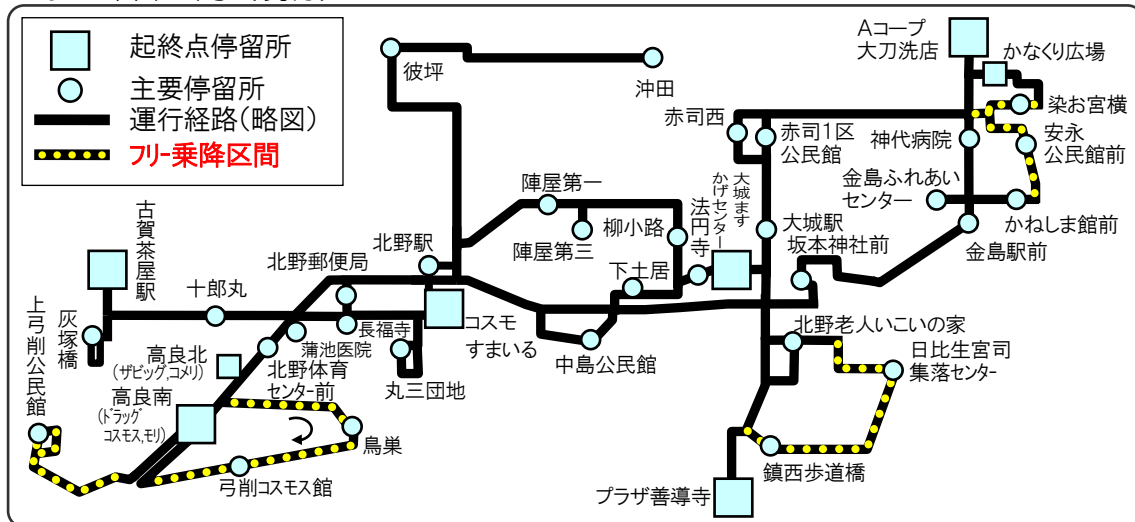 起終点停留所
主要停留所
運行経路(略図)
フリー乗降区間
彼坪
沖田
Aコープ
大刀洗店
かなくり広場
染お宮横
安永
公民館前
赤司西
赤司1区
公民館
神代病院
金島ふれあい
センター
かねしま館前
金島駅前
大城駅
坂本神社前
大城ます
かげセンター
法円寺
柳小路
下土居
陣屋第一
陣屋第三
北野駅
北野郵便局
古賀茶屋駅
十郎丸
灰塚橋
上弓削公民館
コスモ
すまいる
長福寺
蒲池医院
丸三団地
中島公民館
高良北
(ザビッグ,コメリ)
北野体育
センター前
高良南
(ドラッグ
コスモス,モリ)
鳥巣
弓削コスモス館
北野老人いこいの家
日比生宮司
集落センター
鎮西歩道橋
プラザ善導寺